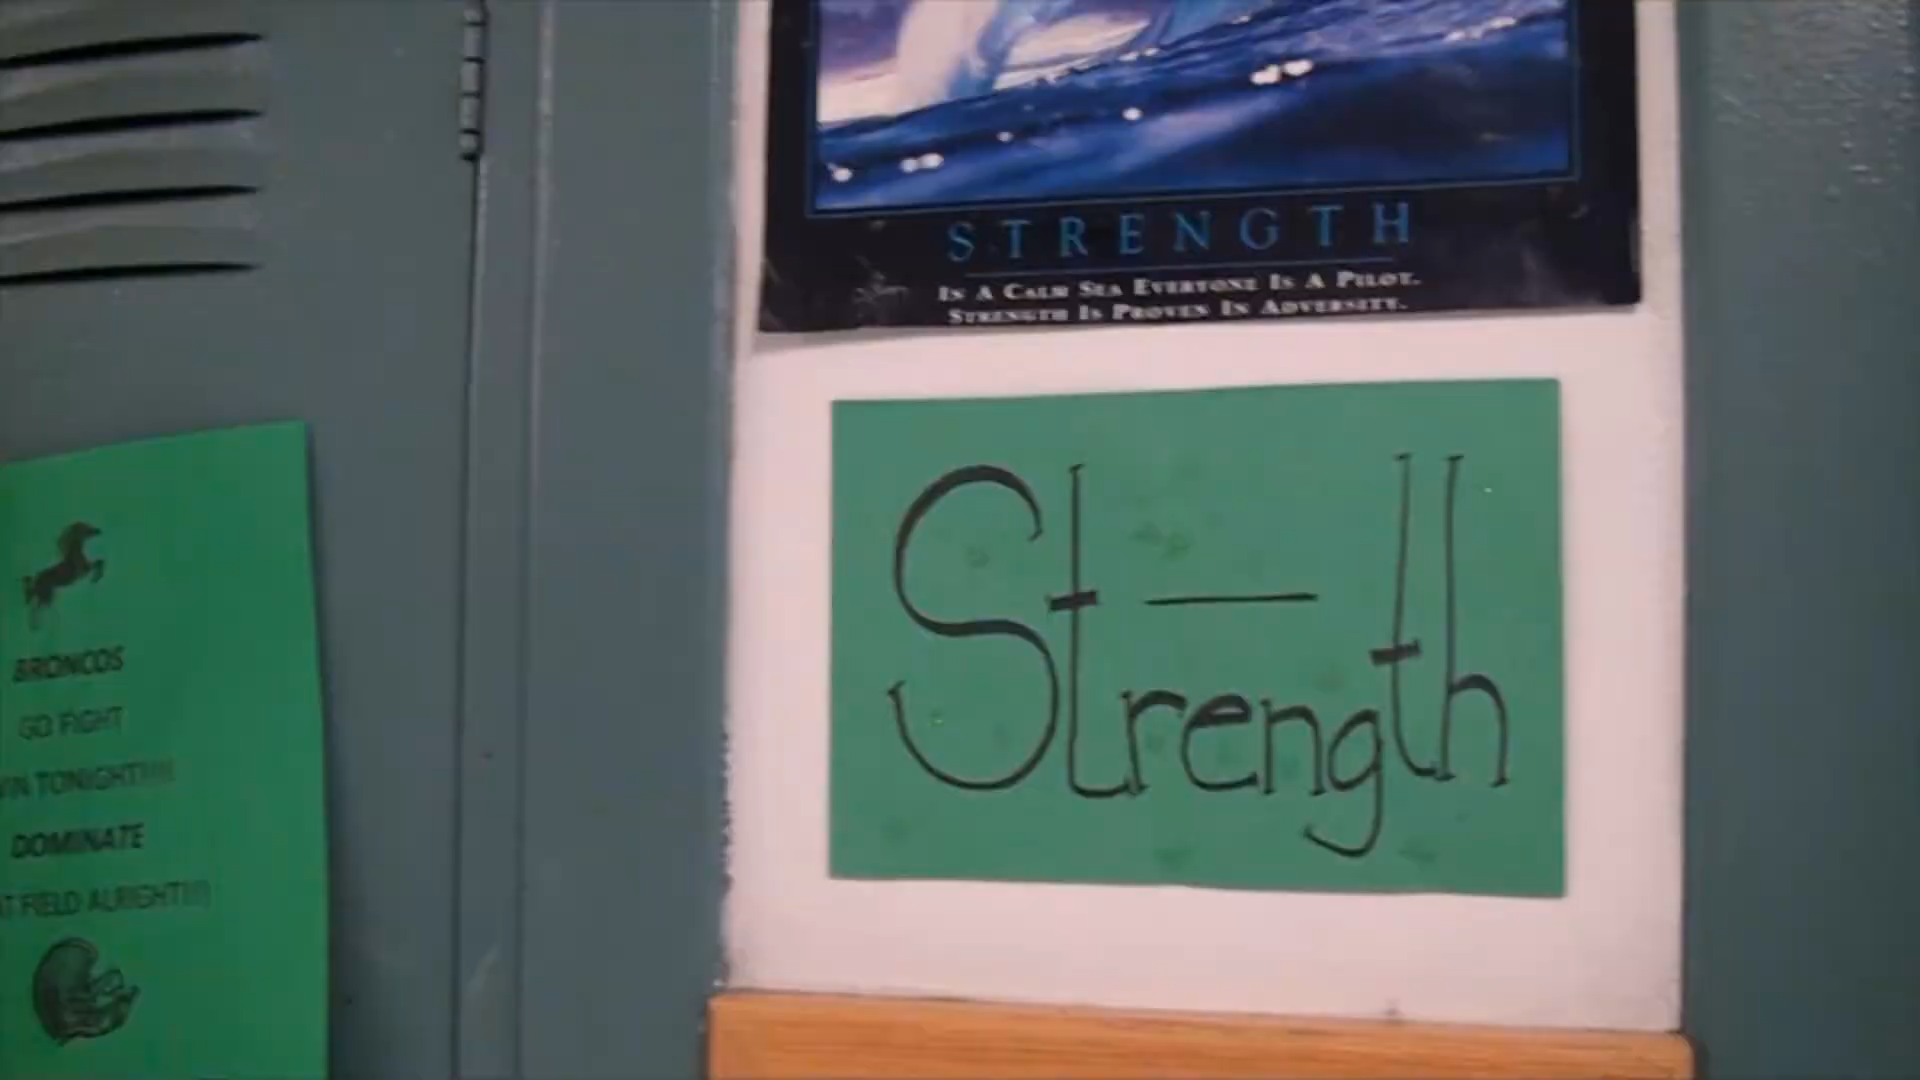 STRENGTH
IN A CALM SEA EVERYONE IS A PILOT.
STRENGTH IS PROVEN IN ADVERSITY.
Strength
BRONCOS
GO FIGHT
TONIGHT!!!!
DOMINATE
FIELD ALRIGHT!!!!